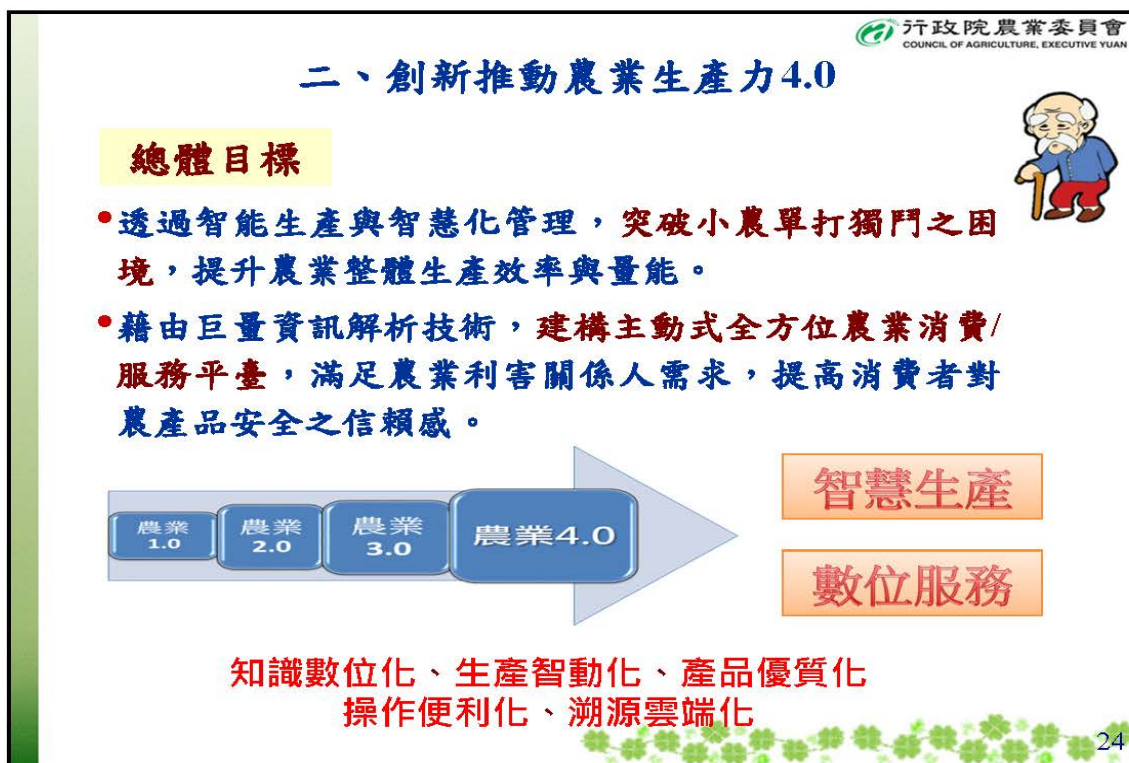 行政院農業委員會
COUNCIL OF AGRICULTURE, EXECUTIVE YUAN
二、創新推動農業生產力4.0
總體目標
•透過智能生產與智慧化管理，突破小農單打獨鬥之困
境，提升農業整體生產效率與量能。
•藉由巨量資訊解析技術，建構主動式全方位農業消費/
服務平臺，滿足農業利害關係人需求，提高消費者對
農產品安全之信賴感。
農業
1.0
農業
2.0
農業
3.0
農業4.0
智慧生產
數位服務
知識數位化、生產智動化、產品優質化
操作便利化、溯源雲端化
24